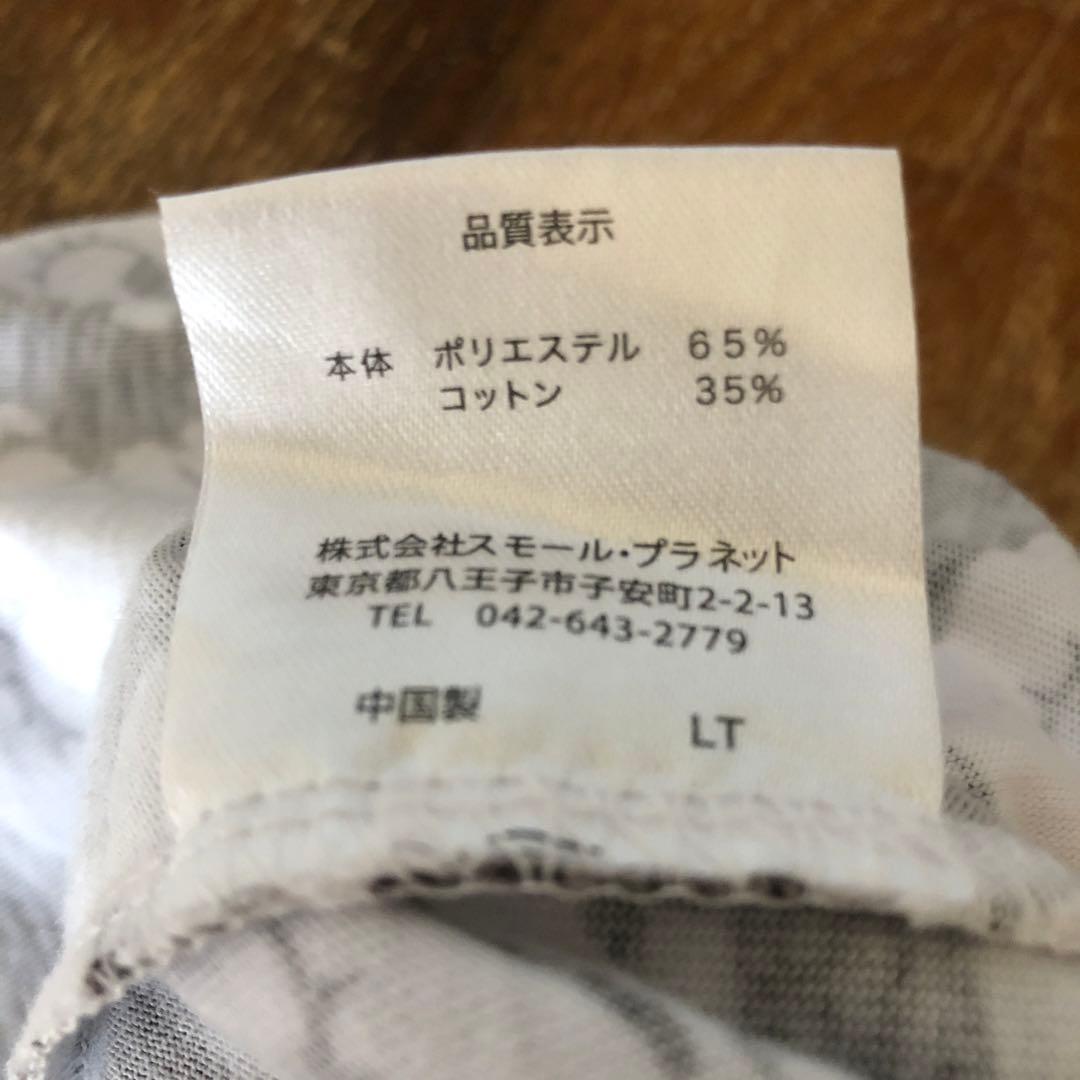 品質表示
本体 ポリエステル 65%
コットン 35%
株式会社スモール・プラネット
東京都八王子市子安町2-2-13
TEL 042-643-2779
中国製 LT